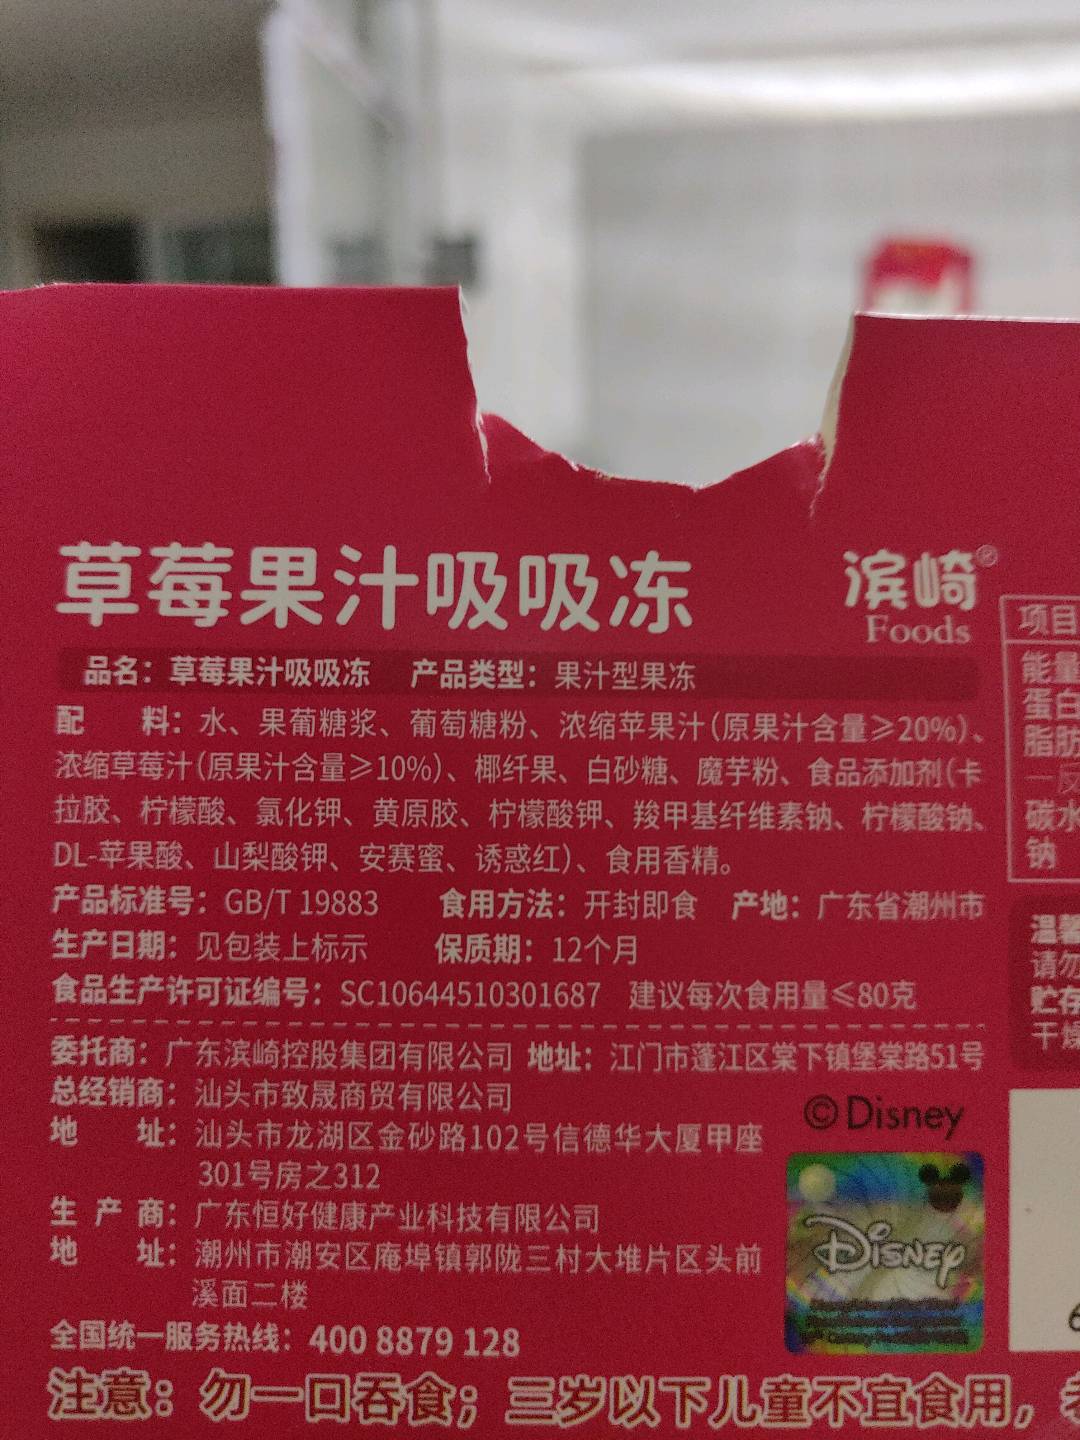 草莓果汁吸吸冻
滨崎®
Foods
品名：草莓果汁吸吸冻 产品类型：果汁型果冻
配 料：水、果葡糖浆、葡萄糖粉、浓缩苹果汁（原果汁含量≥20%）、
浓缩草莓汁（原果汁含量≥10%）、椰纤果、白砂糖、魔芋粉、食品添加剂（卡
拉胶、柠檬酸、氯化钾、黄原胶、柠檬酸钾、羧甲基纤维素钠、柠檬酸钠、
DL-苹果酸、山梨酸钾、安赛蜜、诱惑红）、食用香精。
产品标准号：GB/T 19883 食用方法：开封即食 产地：广东省潮州市
生产日期：见包装上标示 保质期：12个月
食品生产许可证编号：SC10644510301687 建议每次食用量≤80克
委托商：广东滨崎控股集团有限公司 地址：江门市蓬江区棠下镇堡棠路51号
总经销商：汕头市致晟商贸有限公司
地 址：汕头市龙湖区金砂路102号信德华大厦甲座
301号房之312
生产商：广东恒好健康产业科技有限公司
地 址：潮州市潮安区庵埠镇郭陇三村大堆片区头前
溪面二楼
全国统一服务热线：400 8879 128
注意：勿一口吞食；三岁以下儿童不宜食用，
©Disney
DISNEY
项目
能量
蛋白
脂肪
一反
碳水
钠
温馨
请勿
贮存
干燥
6